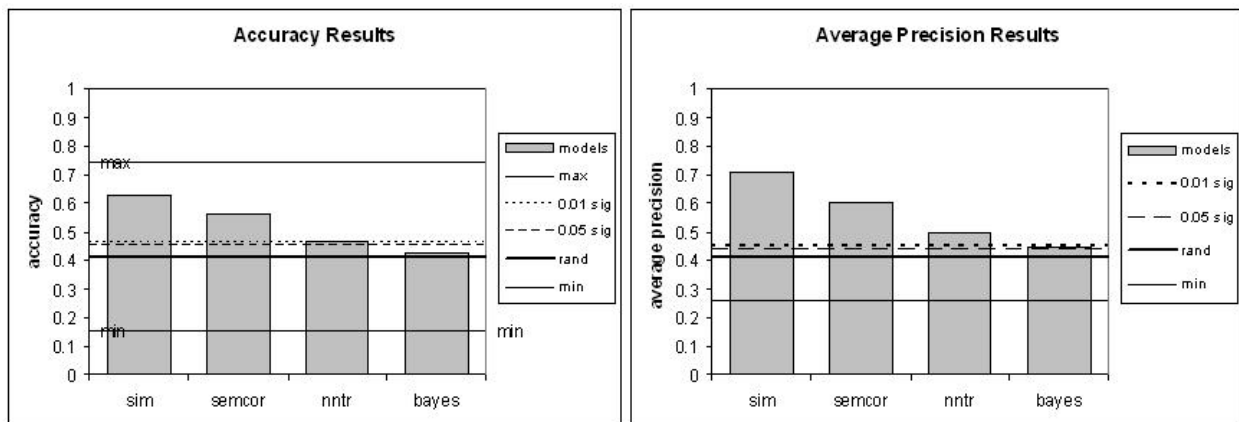 Accuracy Results
accuracy
1
0.9
0.8
0.7
0.6
0.5
0.4
0.3
0.2
0.1
0
max
min
min
sim semcor nntr bayes
models
max
0.01 sig
0.05 sig
rand
min
Average Precision Results
average precision
1
0.9
0.8
0.7
0.6
0.5
0.4
0.3
0.2
0.1
0
sim semcor nntr bayes
models
0.01 sig
0.05 sig
rand
min